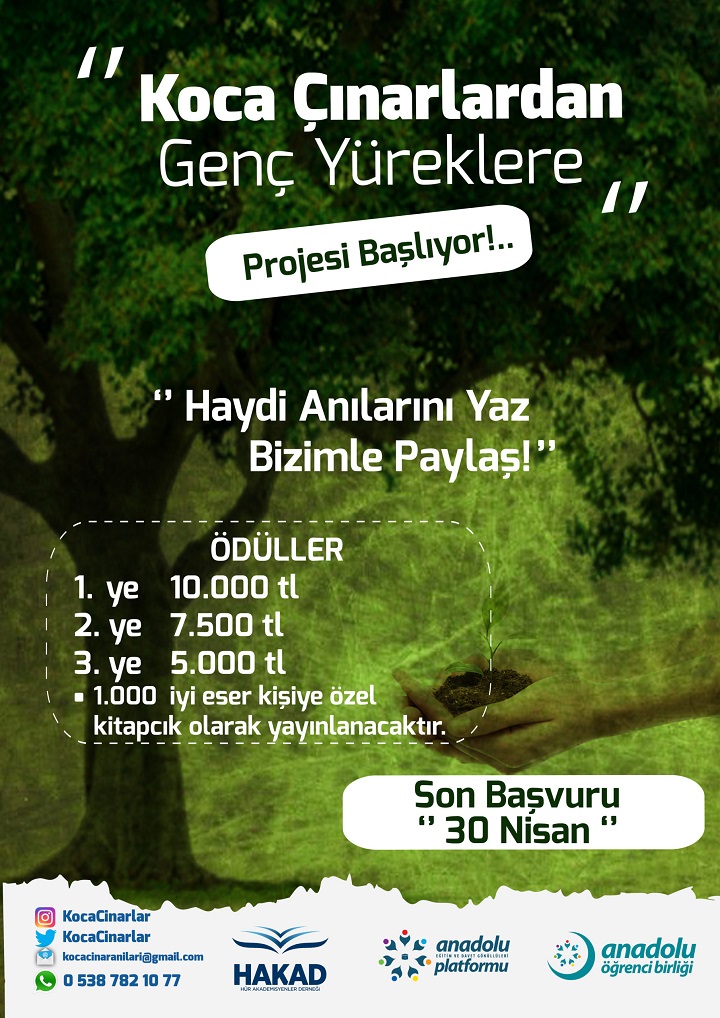 ‘’ Koca Çınarlardan
Genç Yüreklere ‘’
Projesi Başlıyor!..
‘’ Haydi Anılarını Yaz
Bizimle Paylaş!’’
ÖDÜLLER
1. ye 10.000 tl
2. ye 7.500 tl
3. ye 5.000 tl
▪ 1.000 iyi eser kişiye özel
kitapcık olarak yayınlanacaktır.
Son Başvuru
‘’ 30 Nisan ‘’
KocaCinarlar
KocaCinarlar
kocacinaranilari@gmail.com
0 538 782 10 77
HAKAD
HÜR AKADEMİSYENLER DERNEĞİ
anadolu
EĞİTİM VE DAVET GÖNÜLLÜLERİ
platformu
anadolu
öğrenci birliği